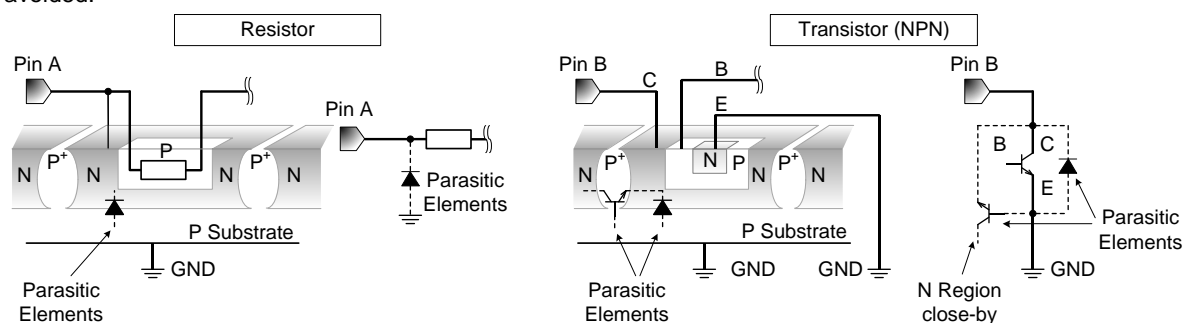 Resistor
Pin A
N
P+
N
P
N
P+
N
P Substrate
GND
Parasitic
Elements
Pin A
Parasitic
Elements
Transistor (NPN)
Pin B
C
B
E
N
P+
N
N
P
N
P+
N
P Substrate
GND
GND
Parasitic
Elements
Pin B
B
C
E
Parasitic
Elements
GND
N Region
close-by